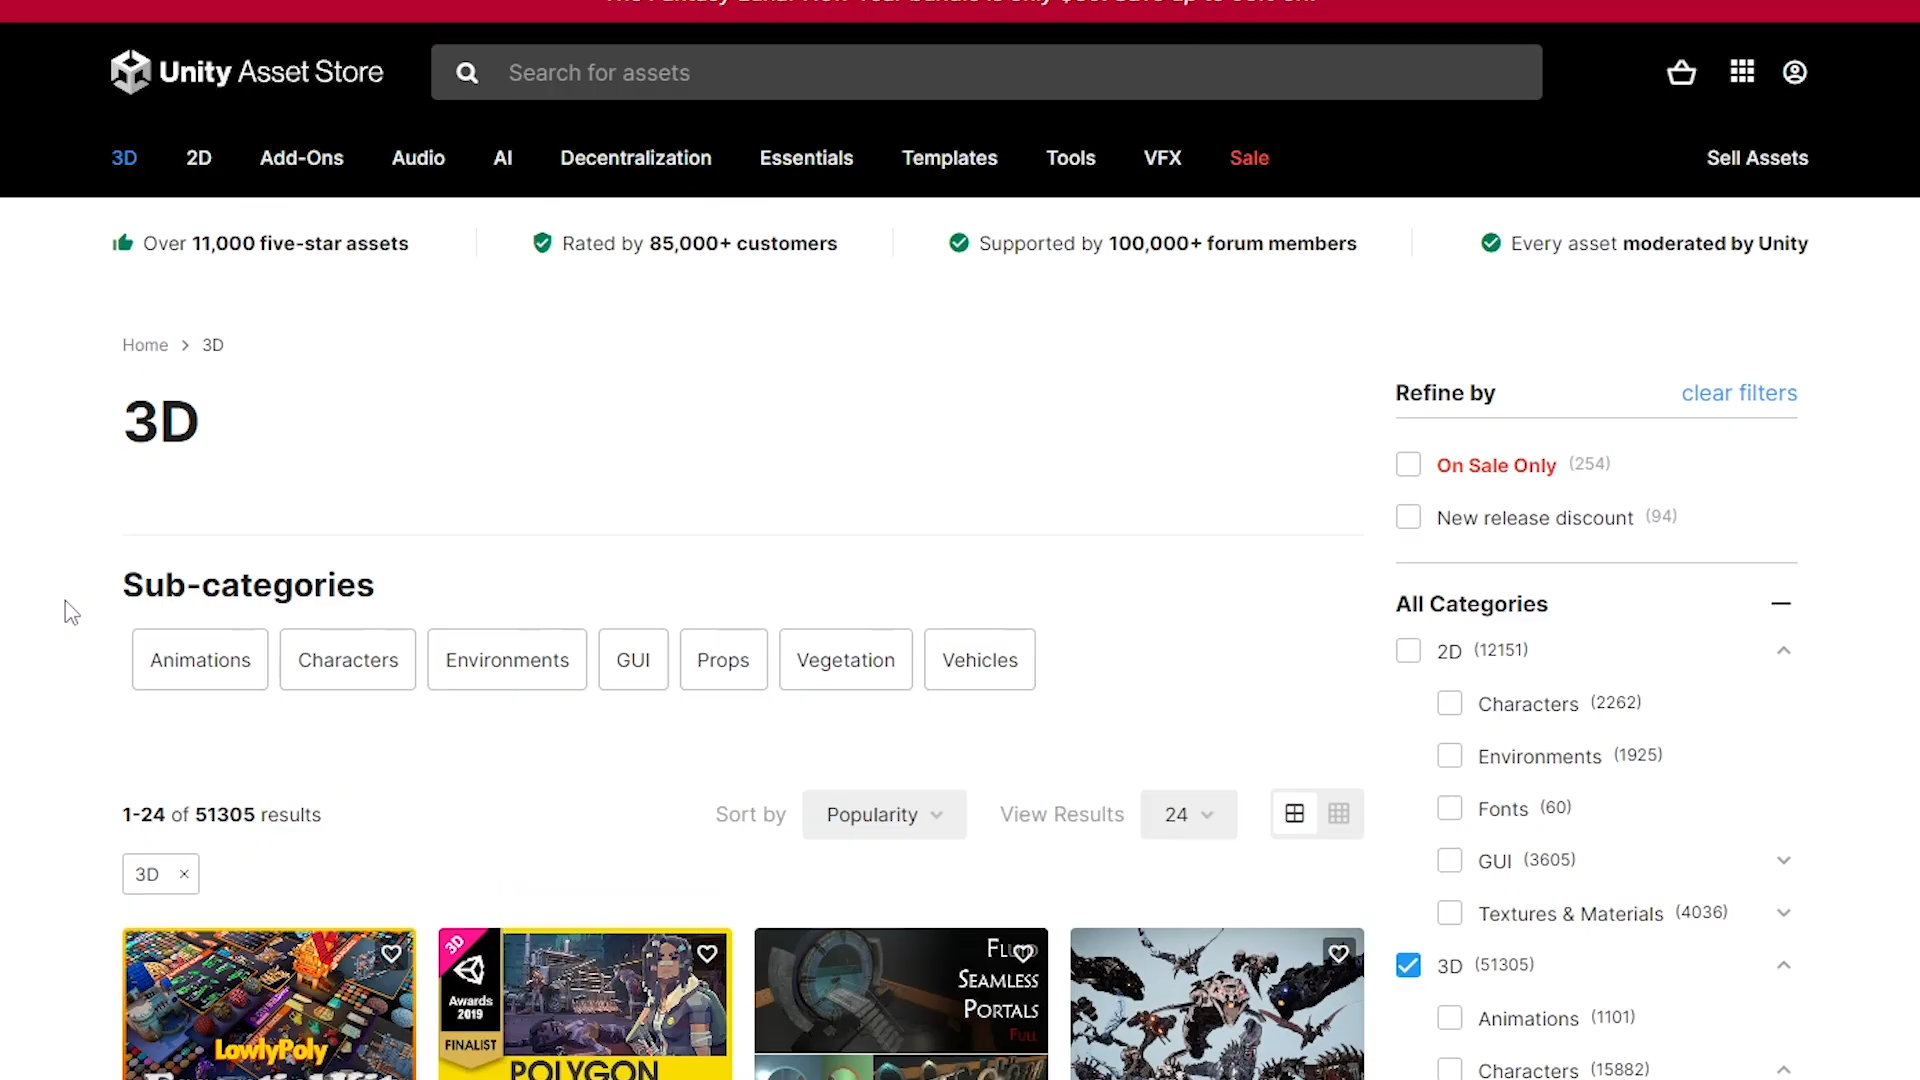 Unity Asset Store
Search for assets
3D 2D Add-Ons Audio AI Decentralization Essentials Templates Tools VFX Sale Sell Assets
Over 11,000 five-star assets Rated by 85,000+ customers Supported by 100,000+ forum members Every asset moderated by Unity
Home > 3D
3D
Refine by clear filters
On Sale Only (254)
New release discount (94)
Sub-categories
Animations Characters Environments GUI Props Vegetation Vehicles
All Categories
2D (12151)
Characters (2262)
Environments (1925)
Fonts (60)
GUI (3605)
Textures & Materials (4036)
3D (51305)
Animations (1101)
Characters (15882)
1-24 of 51305 results Sort by Popularity View Results 24
3D ×
LowlyPoly
3D
Awards
2019
FINALIST
POLYGON
FLUID
SEAMLESS
PORTALS
FULL